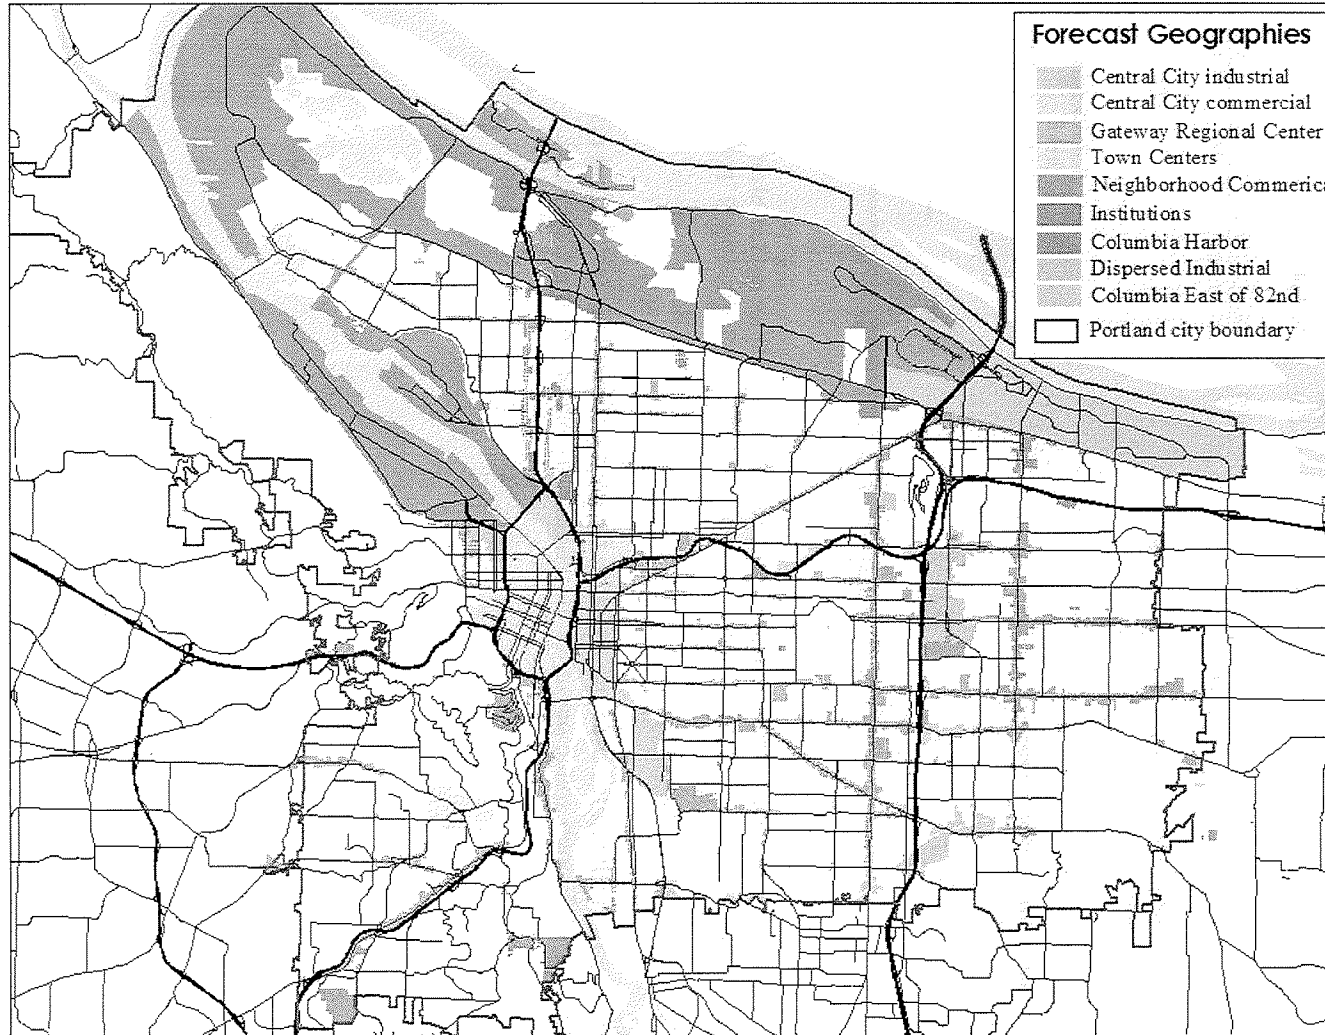 Forecast Geographies
Central City industrial
Central City commercial
Gateway Regional Center
Town Centers
Neighborhood Commerica
Institutions
Columbia Harbor
Dispersed Industrial
Columbia East of 82nd
Portland city boundary